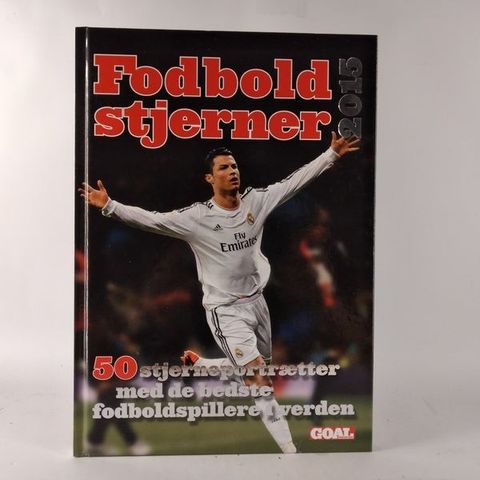 Fodbold
stjerner
2015
Fly
Emirates
50 stjerneportrætter
med de bedste
fodboldspillere i verden
GOAL